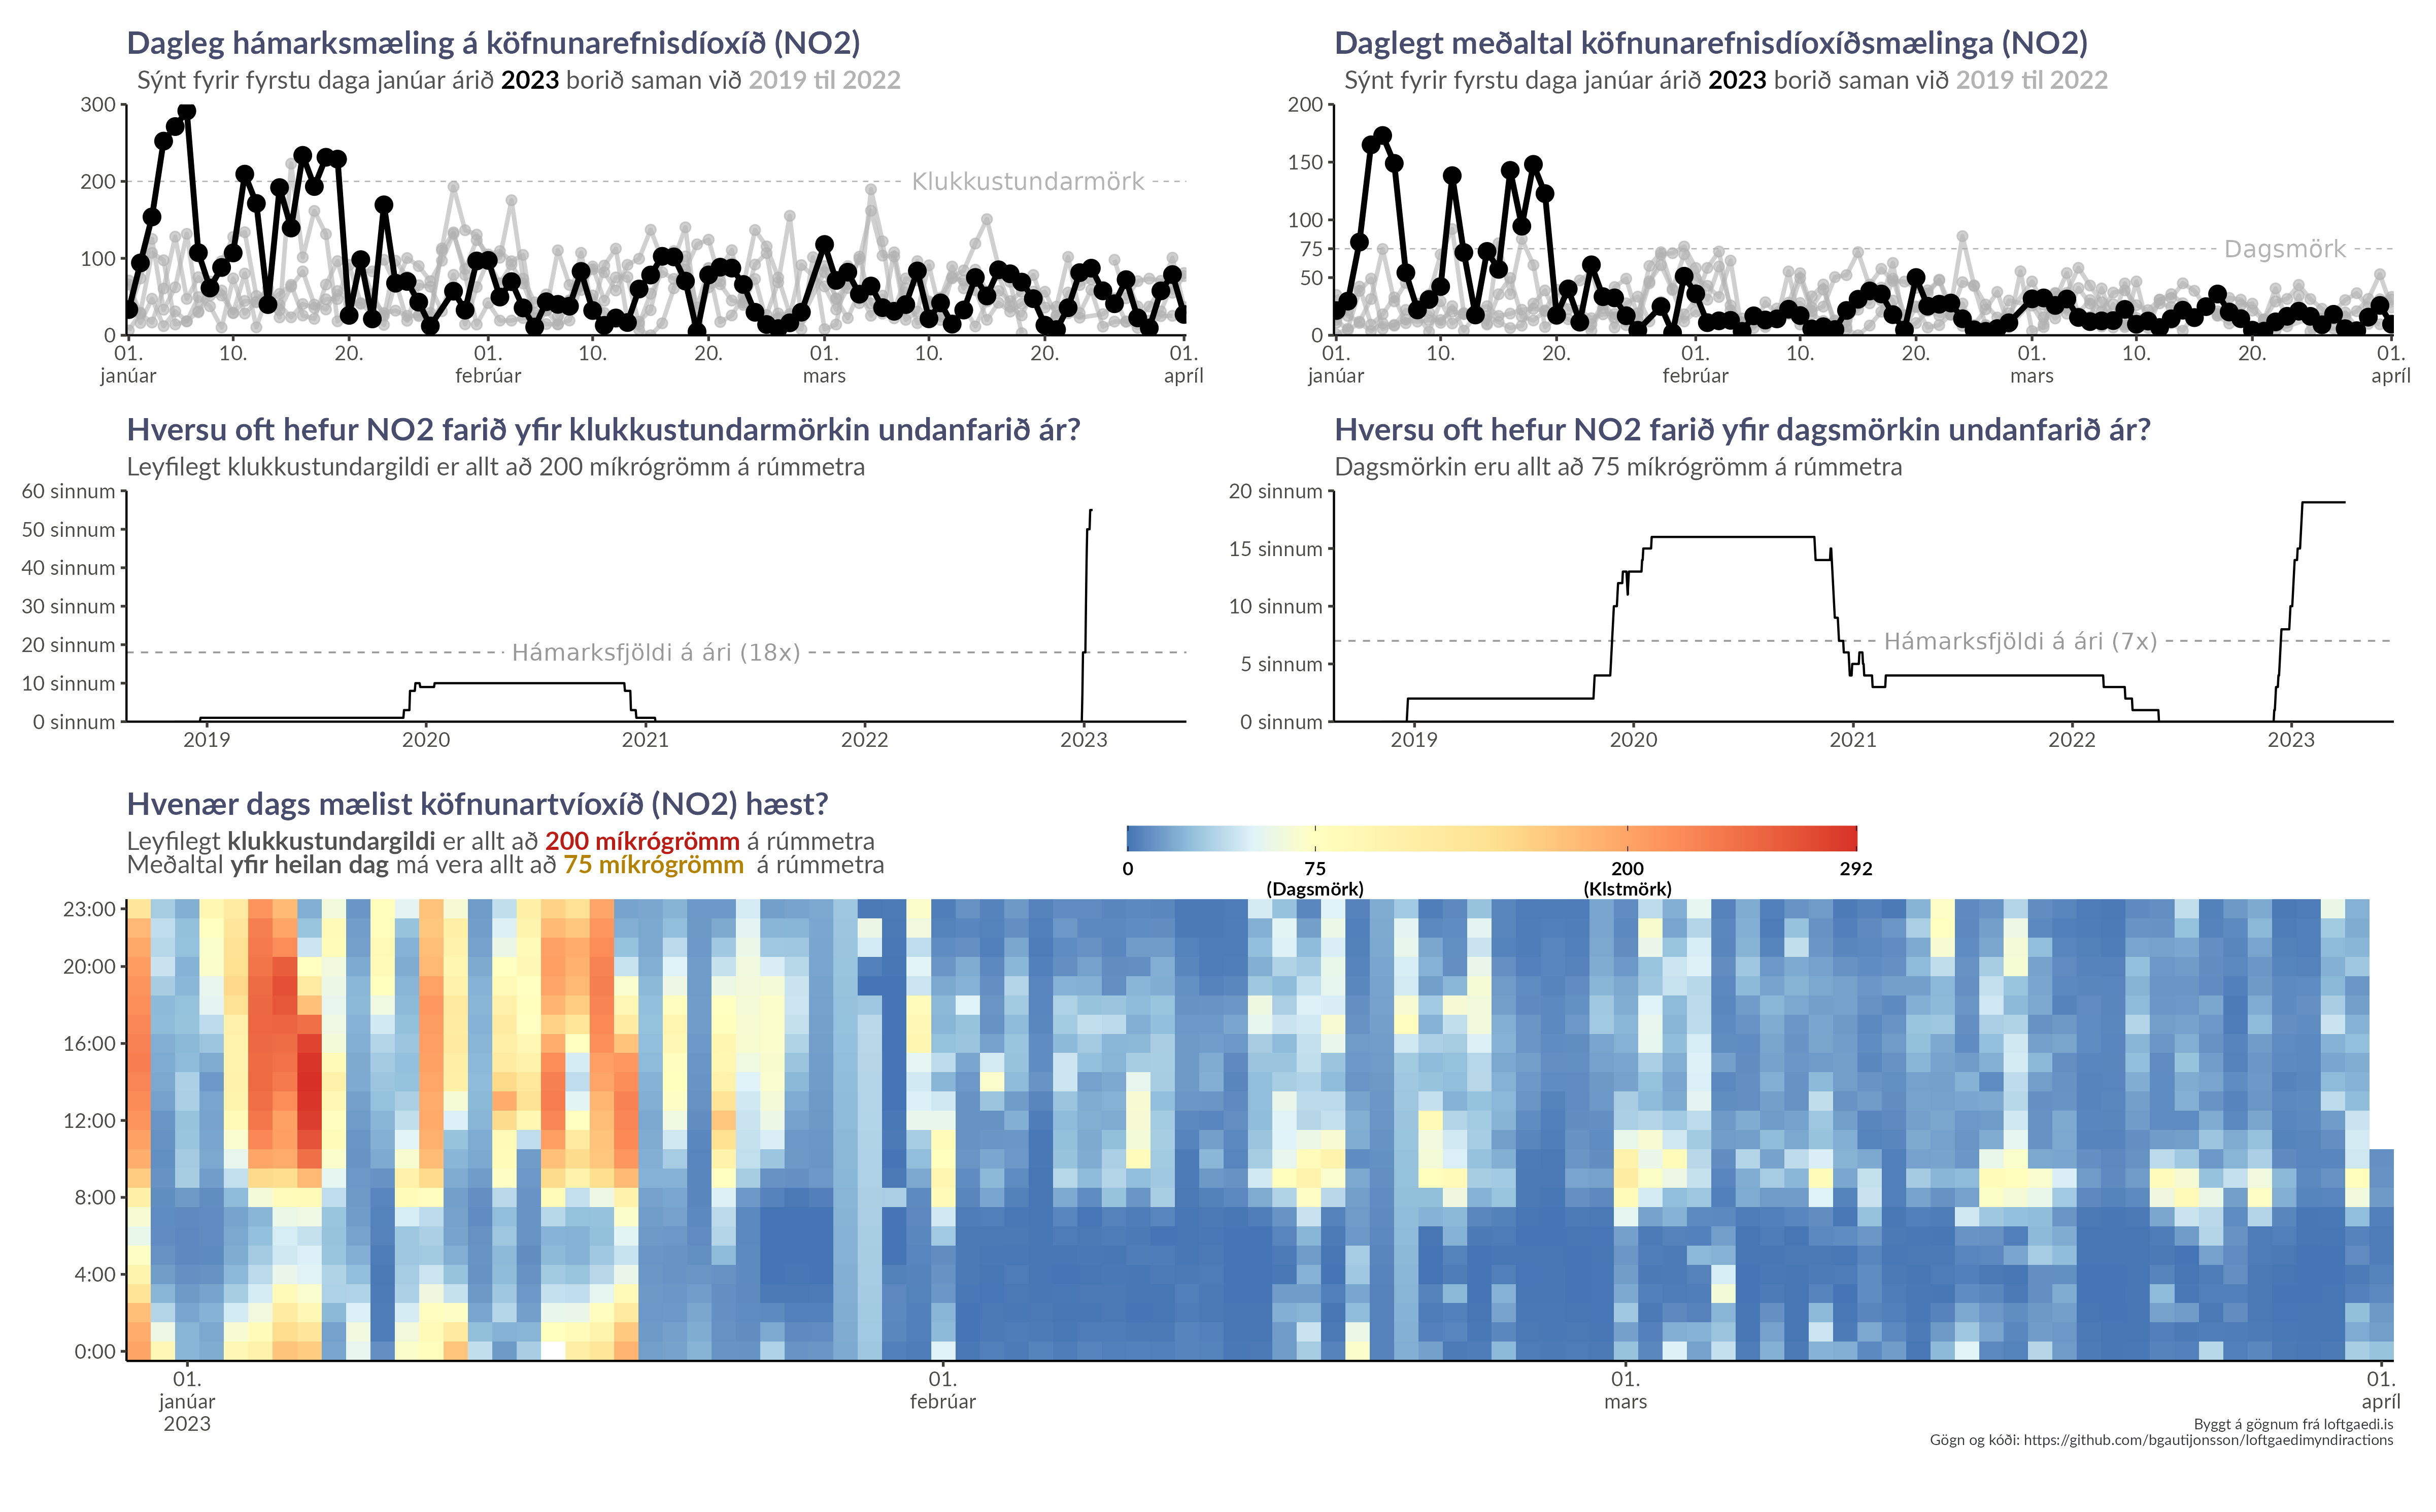 Dagleg hámarksmæling á köfnunarefnisdíoxíð (NO2)
Sýnt fyrir fyrstu daga janúar árið 2023 borið saman við 2019 til 2022
300
200
100
0
Klukkustundarmörk
01. 10. 20. 01. 10. 20. 01. 10. 20. 01.
janúar febrúar mars apríl
Daglegt meðaltal köfnunarefnisdíoxíðsmælinga (NO2)
Sýnt fyrir fyrstu daga janúar árið 2023 borið saman við 2019 til 2022
200
150
100
75
50
0
Dagsmörk
01. 10. 20. 01. 10. 20. 01. 10. 20. 01.
janúar febrúar mars apríl
Hversu oft hefur NO2 farið yfir klukkustundarmörkin undanfarið ár?
Leyfilegt klukkustundargildi er allt að 200 míkrógrömm á rúmmetra
60 sinnum
50 sinnum
40 sinnum
30 sinnum
20 sinnum
10 sinnum
0 sinnum
Hámarksfjöldi á ári (18x)
2019 2020 2021 2022 2023
Hversu oft hefur NO2 farið yfir dagsmörkin undanfarið ár?
Dagsmörkin eru allt að 75 míkrógrömm á rúmmetra
20 sinnum
15 sinnum
10 sinnum
5 sinnum
0 sinnum
Hámarksfjöldi á ári (7x)
2019 2020 2021 2022 2023
Hvenær dags mælist köfnunartvíoxíð (NO2) hæst?
Leyfilegt klukkustundargildi er allt að 200 míkrógrömm á rúmmetra
Meðaltal yfir heilan dag má vera allt að 75 míkrógrömm á rúmmetra
0 75 200 292
(Dagsmörk) (Klstmörk)
23:00
20:00
16:00
12:00
8:00
4:00
0:00
01. 01. 01. 01.
janúar febrúar mars apríl
2023
Byggt á gögnum frá loftgaedi.is
Gögn og kóði: https://github.com/bgautijonsson/loftgaedimyndiractions